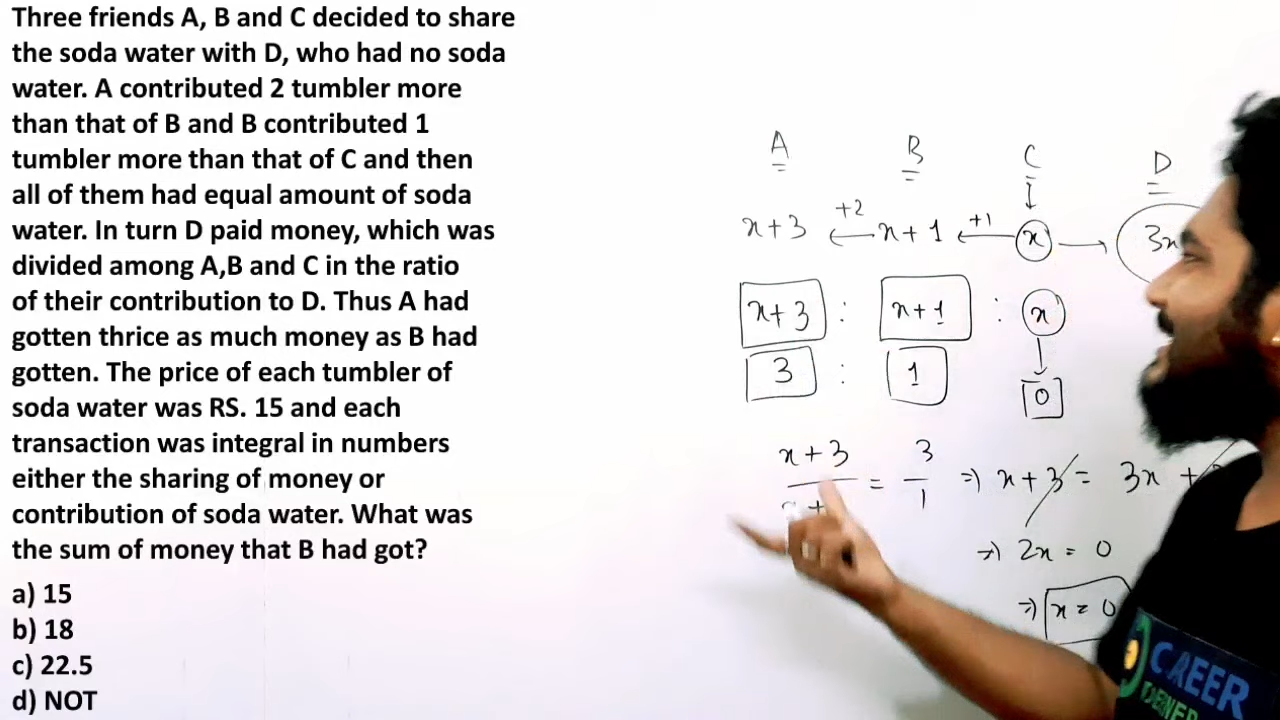 Three friends A, B and C decided to share
the soda water with D, who had no soda
water. A contributed 2 tumbler more
than that of B and B contributed 1
tumbler more than that of C and then
all of them had equal amount of soda
water. In turn D paid money, which was
divided among A,B and C in the ratio
of their contribution to D. Thus A had
gotten thrice as much money as B had
gotten. The price of each tumbler of
soda water was RS. 15 and each
transaction was integral in numbers
either the sharing of money or
contribution of soda water. What was
the sum of money that B had got?
a) 15
b) 18
c) 22.5
d) NOT
A B C D
x+3 +2 ← x+1 +1 ← x → 3x
x+3 : x+1 : x
3 : 1 0
x+3 = 3 ⇒ x+3 = 3x +
1
⇒ 2x = 0
⇒ x = 0
CAREER
DEFINER